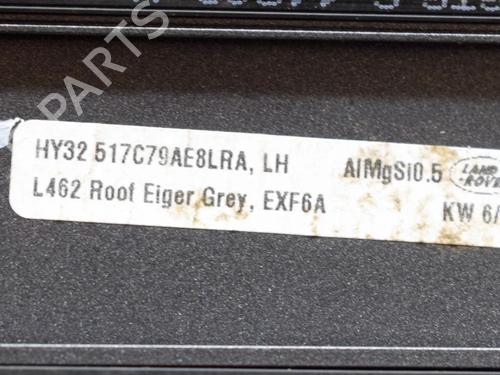 HY32 517C79AE8LRA, LH AlMgSi0.5 LAND ROVER
L462 Roof Eiger Grey, EXF6A KW 6/
PARTS